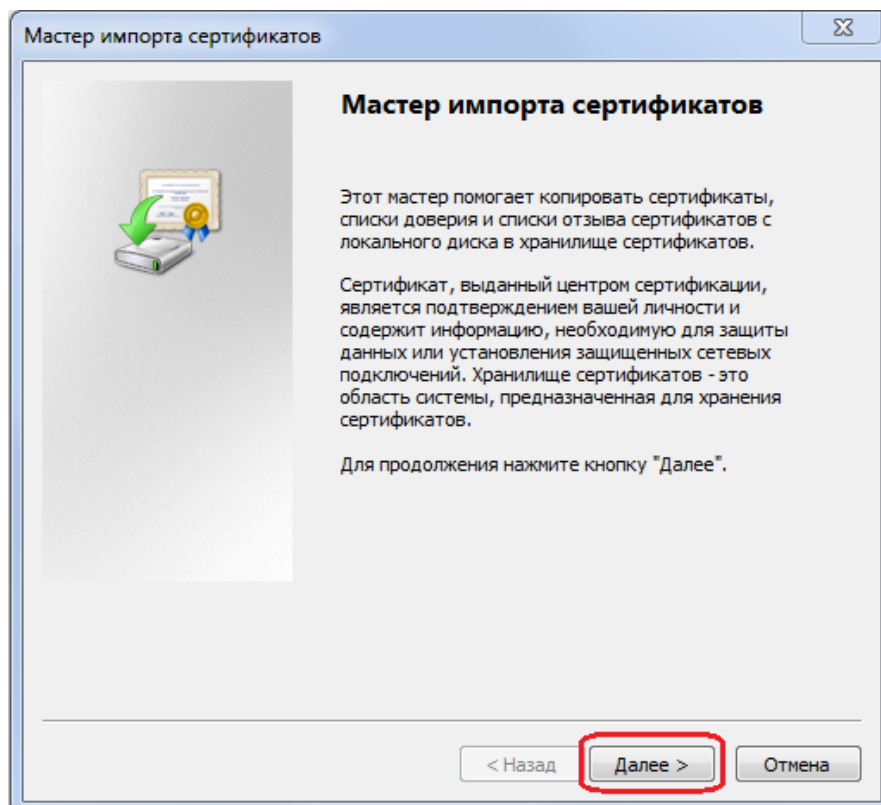 Мастер импорта сертификатов
Мастер импорта сертификатов
Этот мастер помогает копировать сертификаты,
списки доверия и списки отзыва сертификатов с
локального диска в хранилище сертификатов.
Сертификат, выданный центром сертификации,
является подтверждением вашей личности и
содержит информацию, необходимую для защиты
данных или установления защищенных сетевых
подключений. Хранилище сертификатов - это
область системы, предназначенная для хранения
сертификатов.
Для продолжения нажмите кнопку "Далее".
< Назад Далее > Отмена